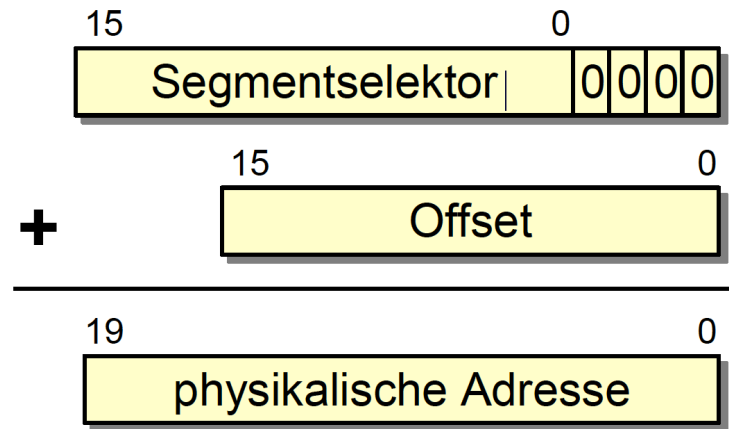 15 0
Segmentselektor 0 0 0 0
15 0
+ Offset
19 0
physikalische Adresse